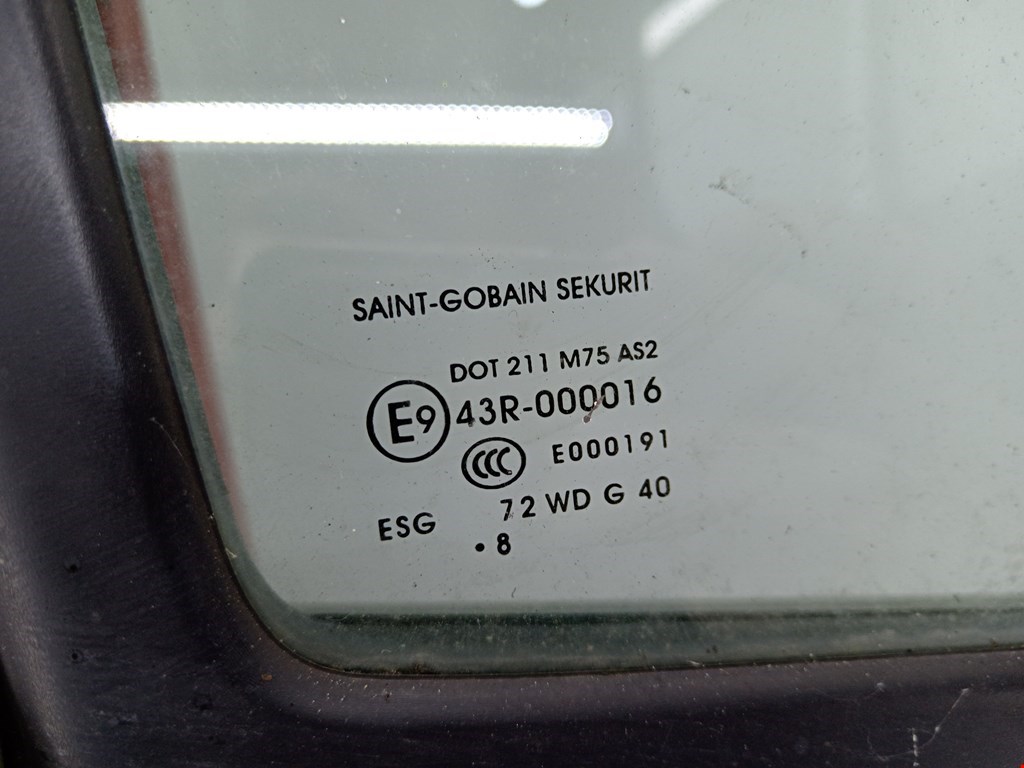 SAINT-GOBAIN SEKURIT
DOT 211 M75 AS2
E9 43R-000016
CCC E000191
ESG 72 WD G 40
• 8